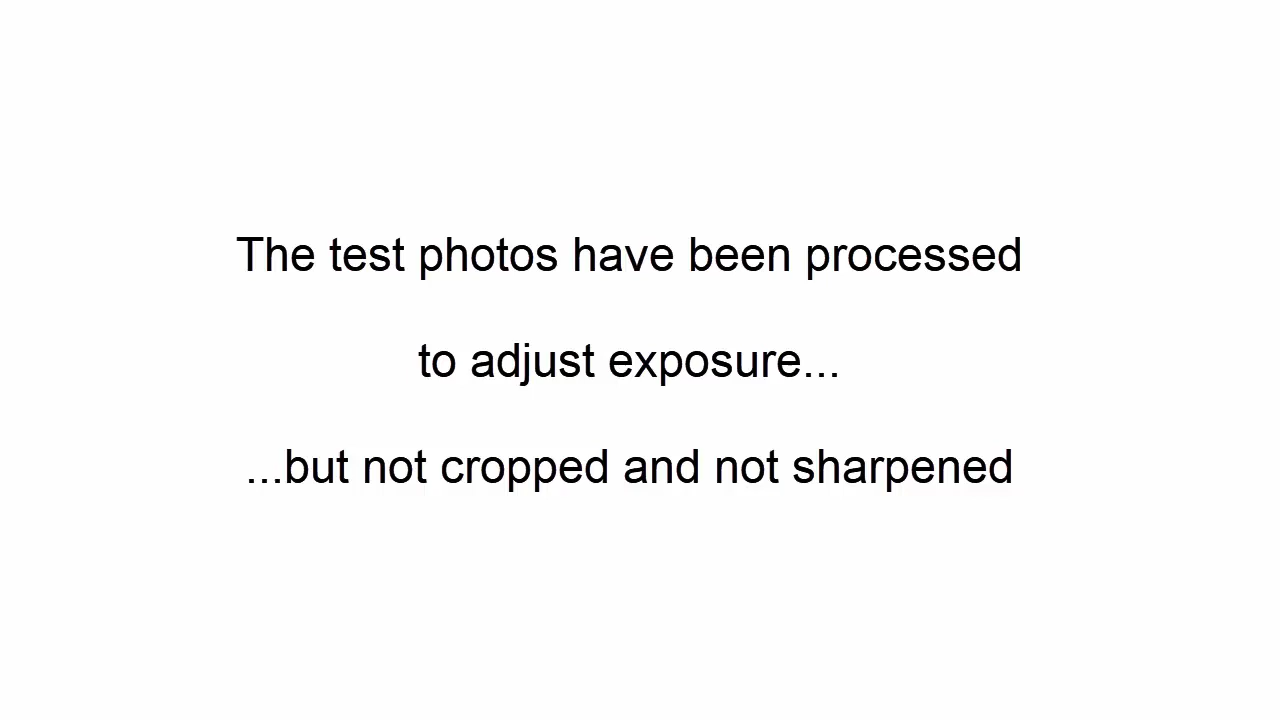 The test photos have been processed
to adjust exposure...
...but not cropped and not sharpened